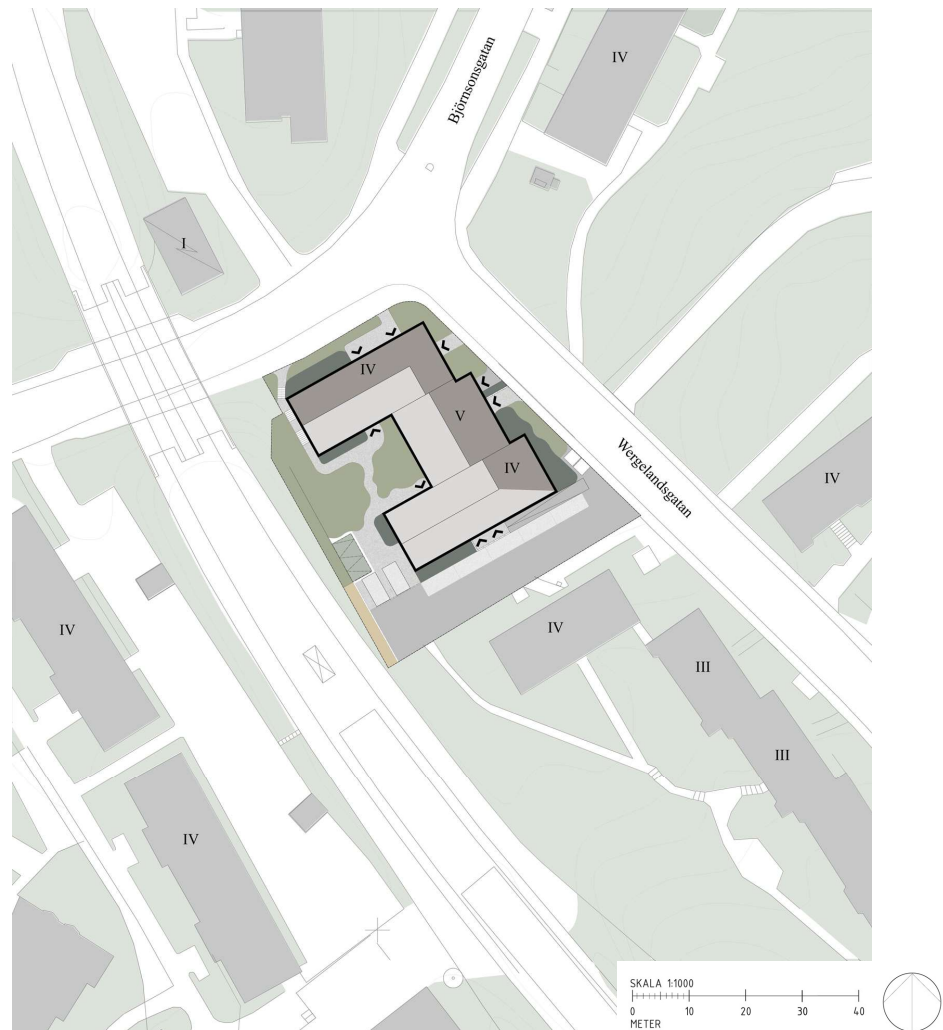 Björnsonsgatan
IV
I
IV
V
IV
Wergelandsgatan
IV
IV
IV
III
III
IV
SKALA 1:1000
0 10 20 30 40
METER